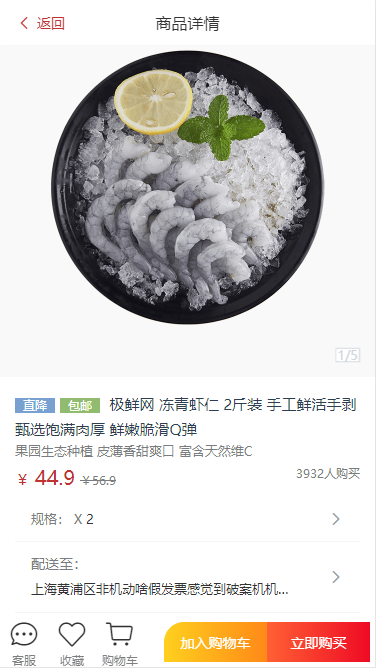 返回
商品详情
1/5
直降 包邮 极鲜网 冻青虾仁 2斤装 手工鲜活手剥
甄选饱满肉厚 鲜嫩脆滑Q弹
果园生态种植 皮薄香甜爽口 富含天然维C
¥ 44.9 ¥56.9
3932人购买
规格： X 2
配送至：
上海黄浦区非机动啥假发票感觉到破案机机...
客服
收藏
购物车
加入购物车
立即购买